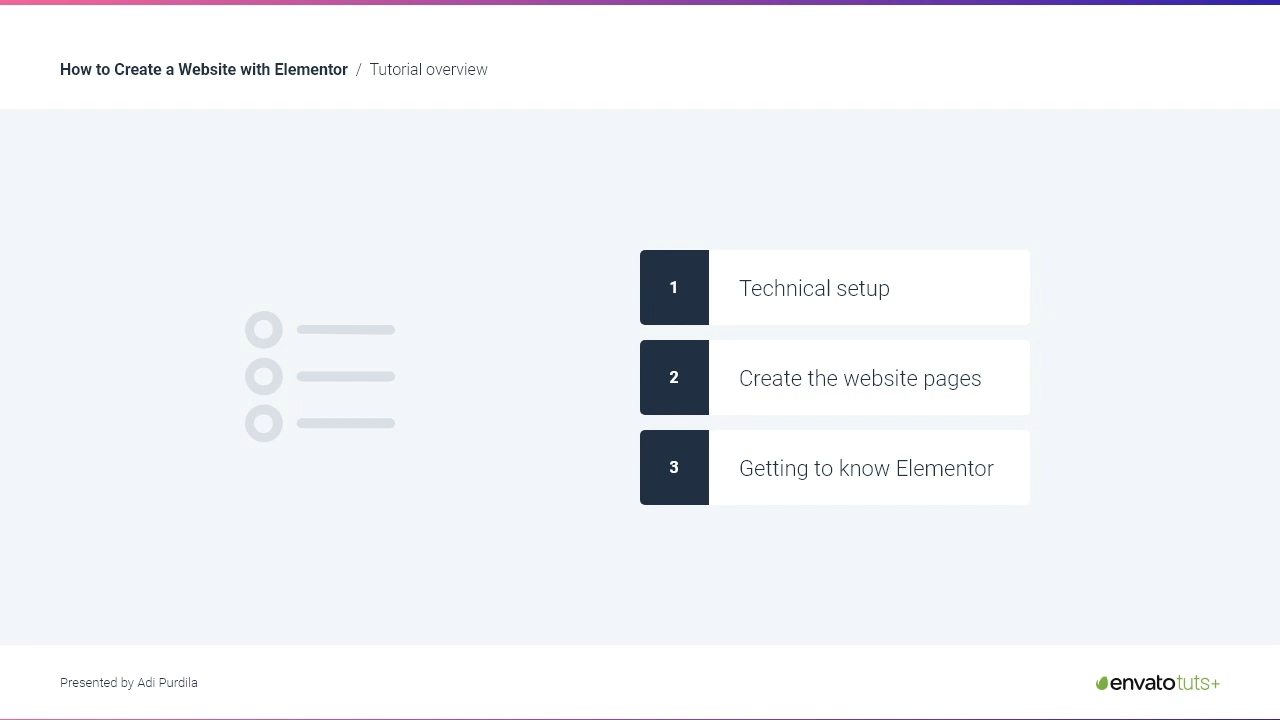 How to Create a Website with Elementor / Tutorial overview
1 Technical setup
2 Create the website pages
3 Getting to know Elementor
Presented by Adi Purdila
envatotuts+